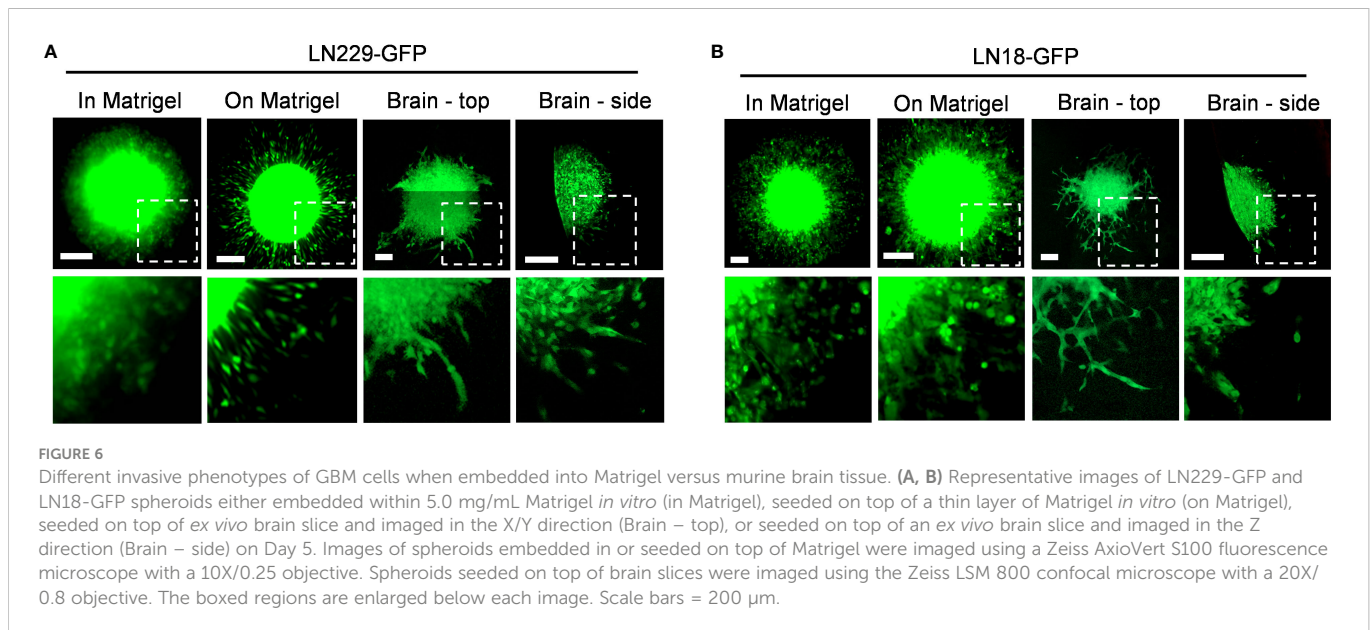 A
LN229-GFP
In Matrigel
On Matrigel
Brain - top
Brain - side
B
LN18-GFP
In Matrigel
On Matrigel
Brain - top
Brain - side
FIGURE 6
Different invasive phenotypes of GBM cells when embedded into Matrigel versus murine brain tissue. (A, B) Representative images of LN229-GFP and
LN18-GFP spheroids either embedded within 5.0 mg/mL Matrigel in vitro (in Matrigel), seeded on top of a thin layer of Matrigel in vitro (on Matrigel),
seeded on top of ex vivo brain slice and imaged in the X/Y direction (Brain – top), or seeded on top of an ex vivo brain slice and imaged in the Z
direction (Brain – side) on Day 5. Images of spheroids embedded in or seeded on top of Matrigel were imaged using a Zeiss AxioVert S100 fluorescence
microscope with a 10X/0.25 objective. Spheroids seeded on top of brain slices were imaged using the Zeiss LSM 800 confocal microscope with a 20X/
0.8 objective. The boxed regions are enlarged below each image. Scale bars = 200 μm.